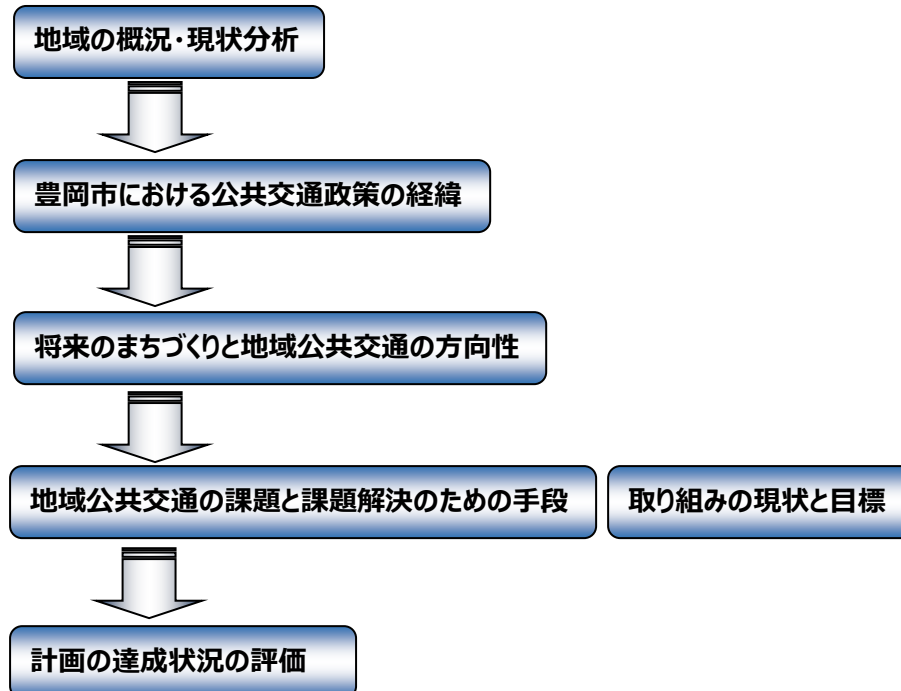 地域の概況・現状分析
豊岡市における公共交通政策の経緯
将来のまちづくりと地域公共交通の方向性
地域公共交通の課題と課題解決のための手段
取り組みの現状と目標
計画の達成状況の評価